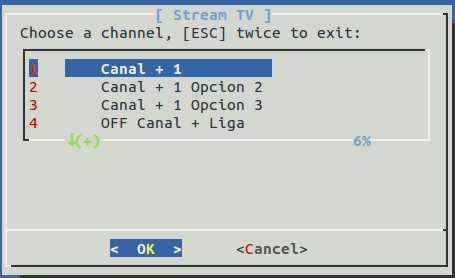 [ Stream TV ]
Choose a channel, [ESC] twice to exit:
1 Canal + 1
2 Canal + 1 Opcion 2
3 Canal + 1 Opcion 3
4 OFF Canal + Liga
↓(+) 6%
< OK > <Cancel>